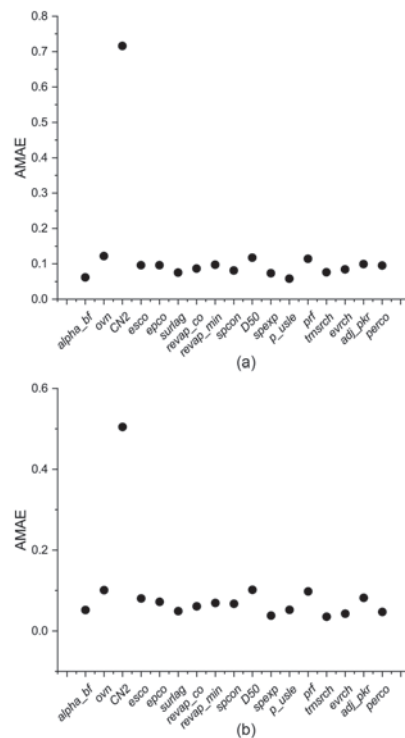 0.8
0.7
0.6
0.5
0.4
0.3
0.2
0.1
0.0
AMAE
alpha_bf
ovn
CN2
esco
epco
surlag
revap_co
revap_min
spcon
D50
spexp
p_usle
prf
trnsrch
evrch
adj_pkr
perco
(a)
0.6
0.4
0.2
0.0
AMAE
alpha_bf
ovn
CN2
esco
epco
surlag
revap_co
revap_min
spcon
D50
spexp
p_usle
prf
trnsrch
evrch
adj_pkr
perco
(b)